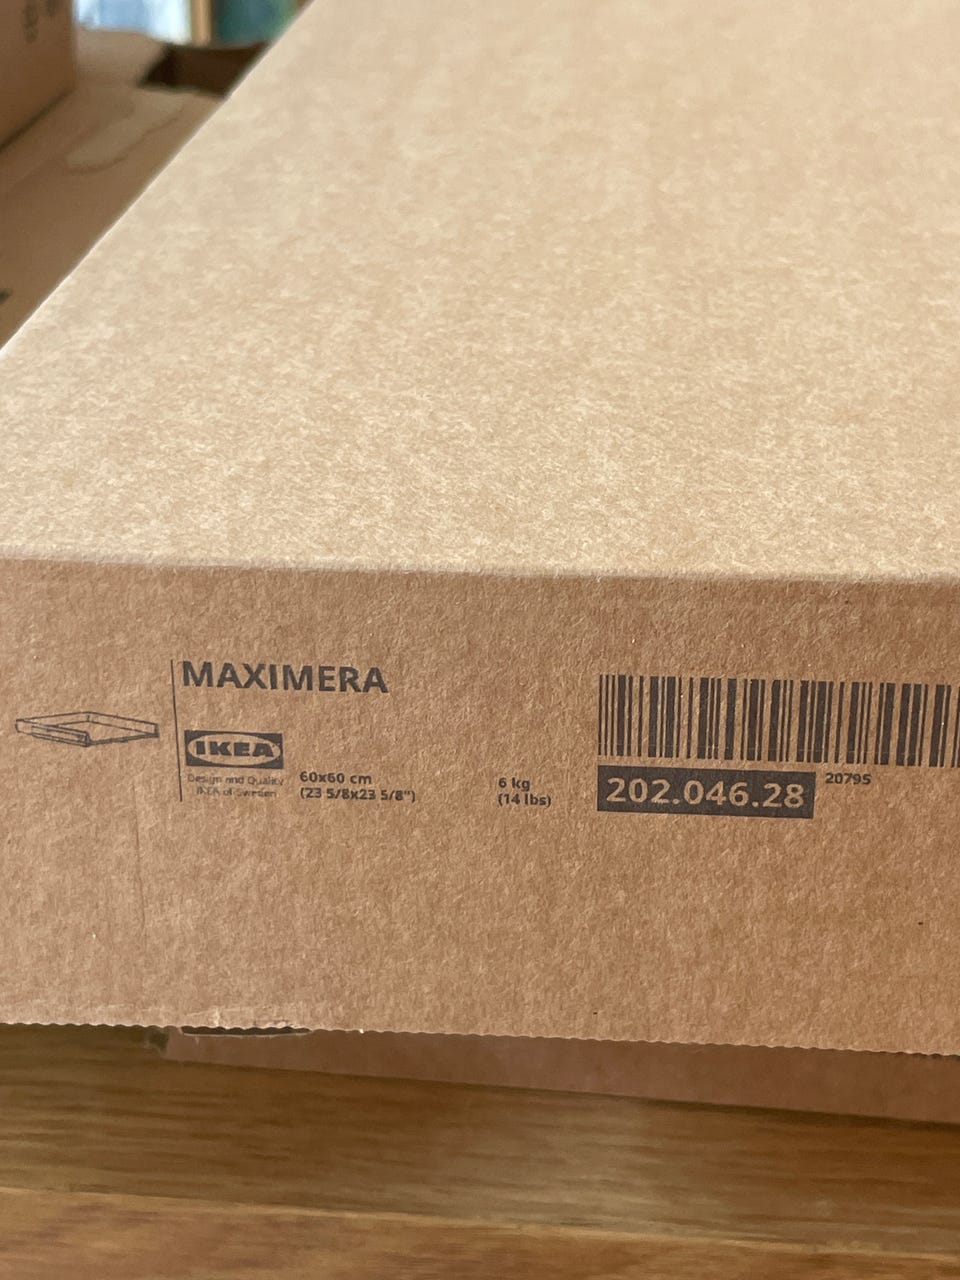 MAXIMERA
IKEA
Design and Quality
IKEA of Sweden
60x60 cm
(23 5/8x23 5/8")
6 kg
(14 lbs)
202.046.28
20795